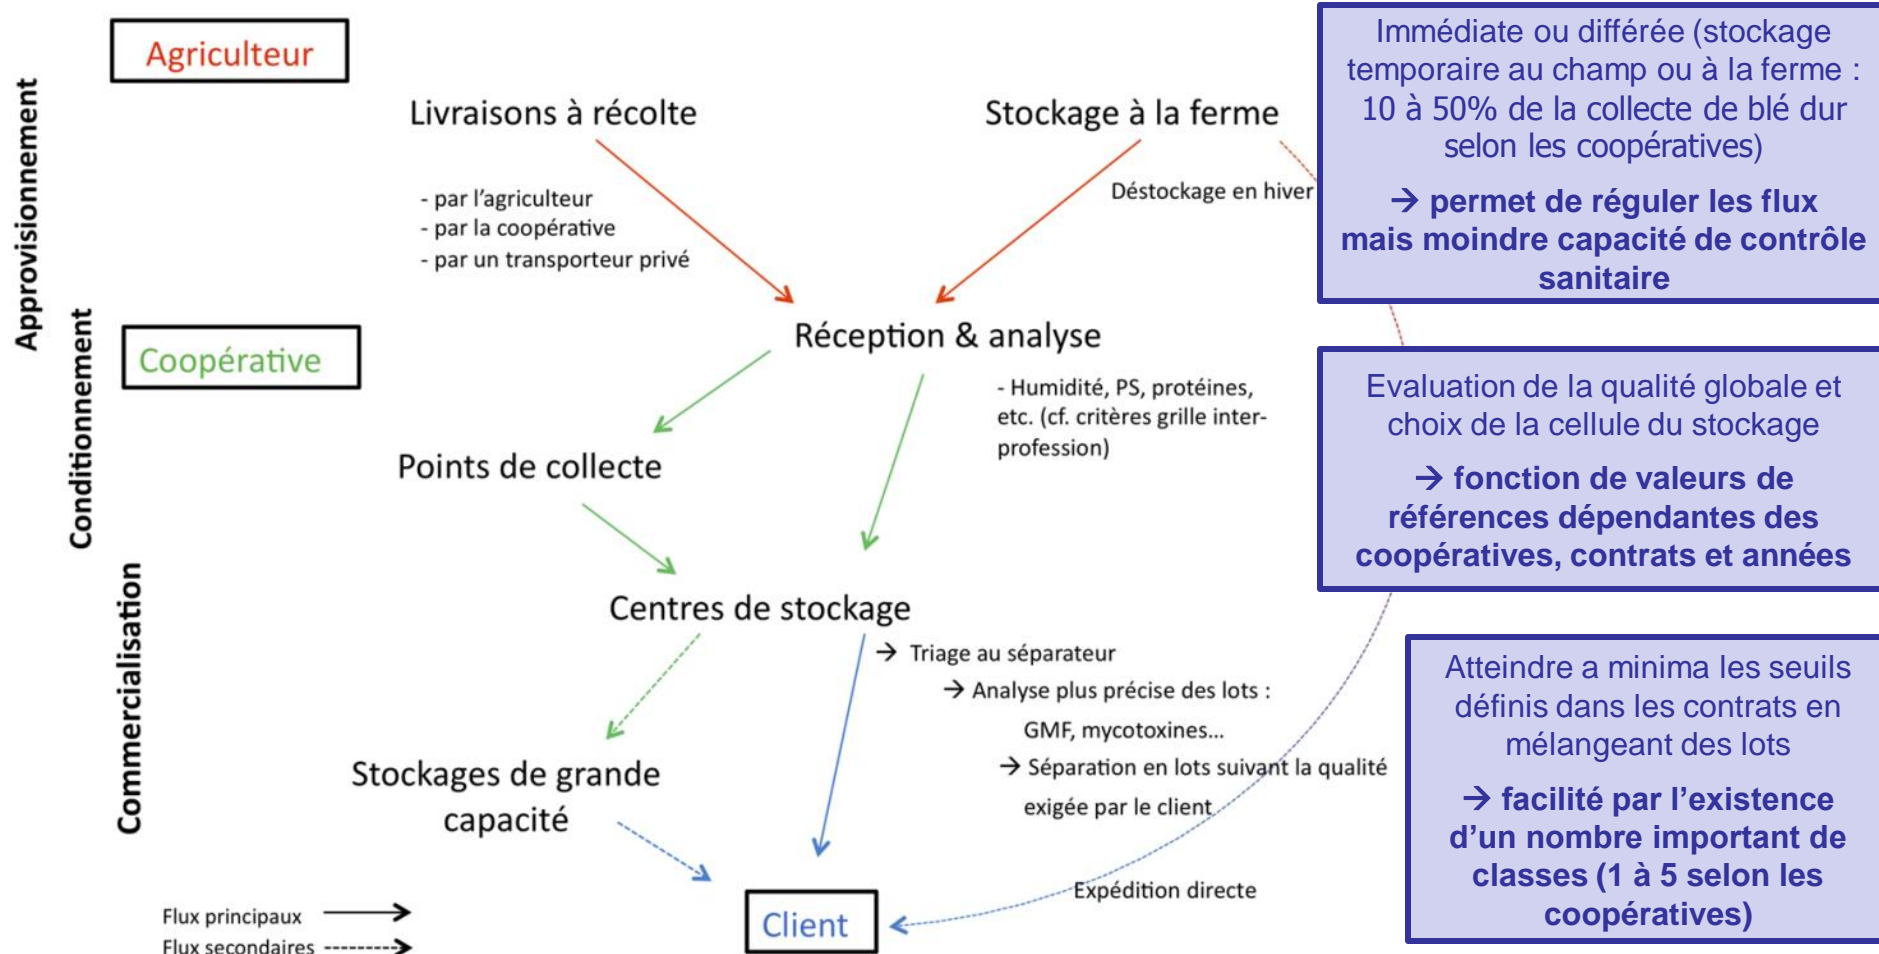 Approvisionnement
Conditionnement
Commercialisation
Agriculteur
Livraisons à récolte
- par l'agriculteur
- par la coopérative
- par un transporteur privé
Stockage à la ferme
Déstockage en hiver
Coopérative
Réception & analyse
- Humidité, PS, protéines,
etc. (cf. critères grille inter-
profession)
Points de collecte
Centres de stockage
→ Triage au séparateur
→ Analyse plus précise des lots :
GMF, mycotoxines...
→ Séparation en lots suivant la qualité
exigée par le client
Stockages de grande
capacité
Expédition directe
Client
Flux principaux
Flux secondaires
Immédiate ou différée (stockage
temporaire au champ ou à la ferme :
10 à 50% de la collecte de blé dur
selon les coopératives)
→ permet de réguler les flux
mais moindre capacité de contrôle
sanitaire
Evaluation de la qualité globale et
choix de la cellule du stockage
→ fonction de valeurs de
références dépendantes des
coopératives, contrats et années
Atteindre a minima les seuils
définis dans les contrats en
mélangeant des lots
→ facilité par l'existence
d'un nombre important de
classes (1 à 5 selon les
coopératives)